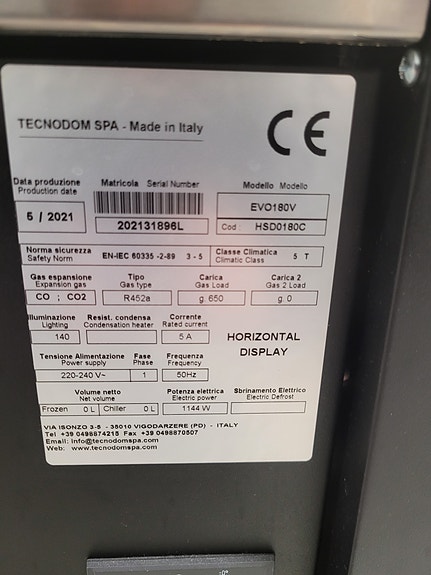 TECNODOM SPA - Made in Italy CE
Data produzione Matricola Serial Number Modello Modello
Production date
5 / 2021 EVO180V
202131896L Cod : HSD0180C
Norma sicurezza EN-IEC 60335 -2-89 3 - 5 Classe Climatica 5 T
Safety Norm Climatic Class
Gas espansione Tipo Carica Carica 2
Expansion gas Gas type Gas Load Gas 2 Load
CO ; CO2 R452a g. 650 g. 0
Illuminazione Resist. condensa Corrente
Lighting Condensation heater Rated current
140 5 A HORIZONTAL
DISPLAY
Tensione Alimentazione Fase Frequenza
Power supply Phase Frequency
220-240 V~ 1 50Hz
Volume netto Potenza elettrica Sbrinamento Elettrico
Net volume Electric power Electric Defrost
Frozen 0 L Chiller 0 L 1144 W
VIA ISONZO 3-5 - 35010 VIGODARZERE (PD) - ITALY
Tel +39 0498874215 Fax +39 0498870507
Email: info@tecnodomspa.com
Web: www.tecnodomspa.com